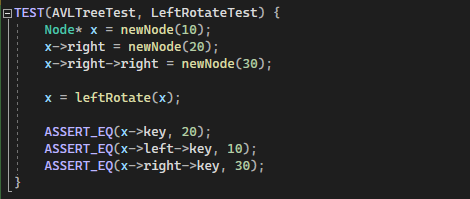 TEST(AVLTreeTest, LeftRotateTest) {
Node* x = newNode(10);
x->right = newNode(20);
x->right->right = newNode(30);
x = leftRotate(x);
ASSERT_EQ(x->key, 20);
ASSERT_EQ(x->left->key, 10);
ASSERT_EQ(x->right->key, 30);
}